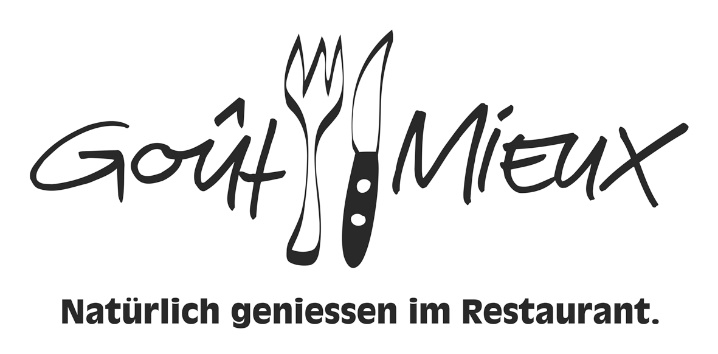 Goût Mieux
Natürlich geniessen im Restaurant.